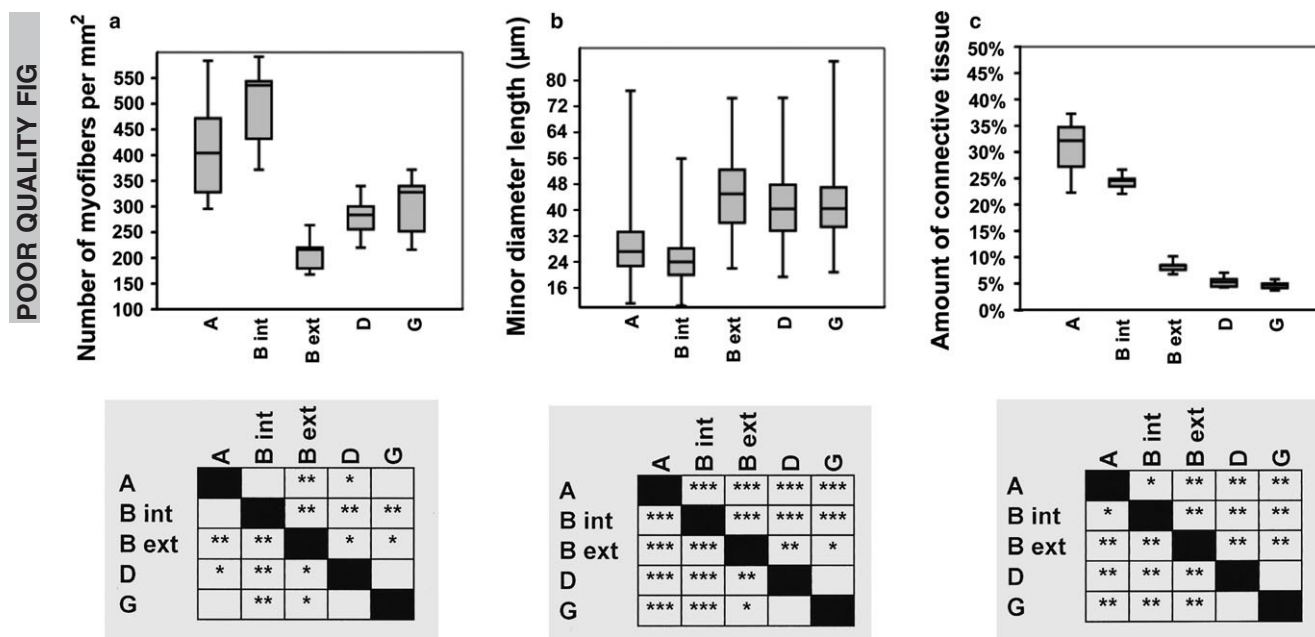 POOR QUALITY FIG
a
Number of myofibers per mm²
550
500
450
400
350
300
250
200
150
100
A
B int
B ext
D
G
b
Minor diameter length (µm)
80
72
64
56
48
40
32
24
16
A
B int
B ext
D
G
c
Amount of connective tissue
50%
45%
40%
35%
30%
25%
20%
15%
10%
5%
0%
A
B int
B ext
D
G
A B int B ext D G
A ** *
B int ** ** **
B ext ** ** * *
D * ** *
G ** *
A B int B ext D G
A *** *** *** ***
B int *** *** *** ***
B ext *** *** ** *
D *** *** **
G *** *** *
A B int B ext D G
A * ** ** **
B int * ** ** **
B ext ** ** ** **
D ** ** **
G ** ** **